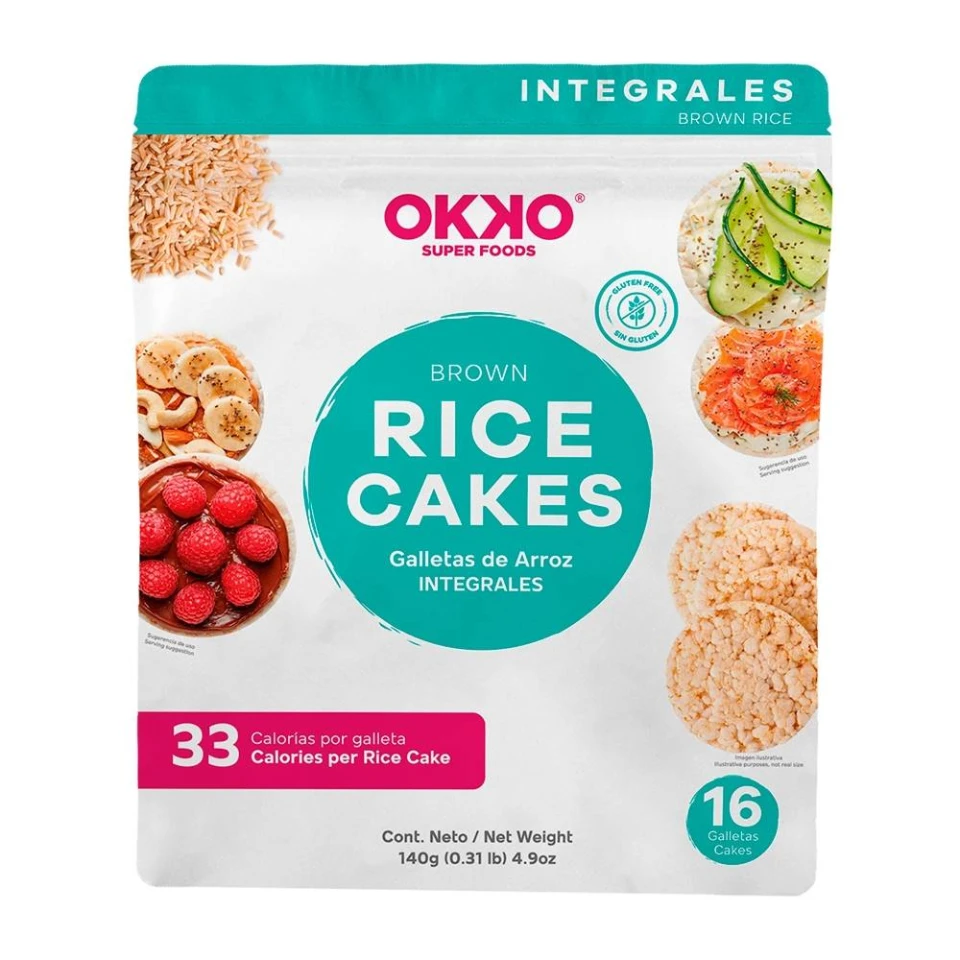 INTEGRALES
BROWN RICE
OKKO®
SUPER FOODS
GLUTEN FREE
SIN GLUTEN
BROWN
RICE
CAKES
Galletas de Arroz
INTEGRALES
Sugerencia de uso
Serving suggestion
Sugerencia de uso
Serving suggestion
33
Calorías por galleta
Calories per Rice Cake
Imagen ilustrativa
Illustrative purposes, not real size
16
Galletas
Cakes
Cont. Neto / Net Weight
140g (0.31 lb) 4.9oz